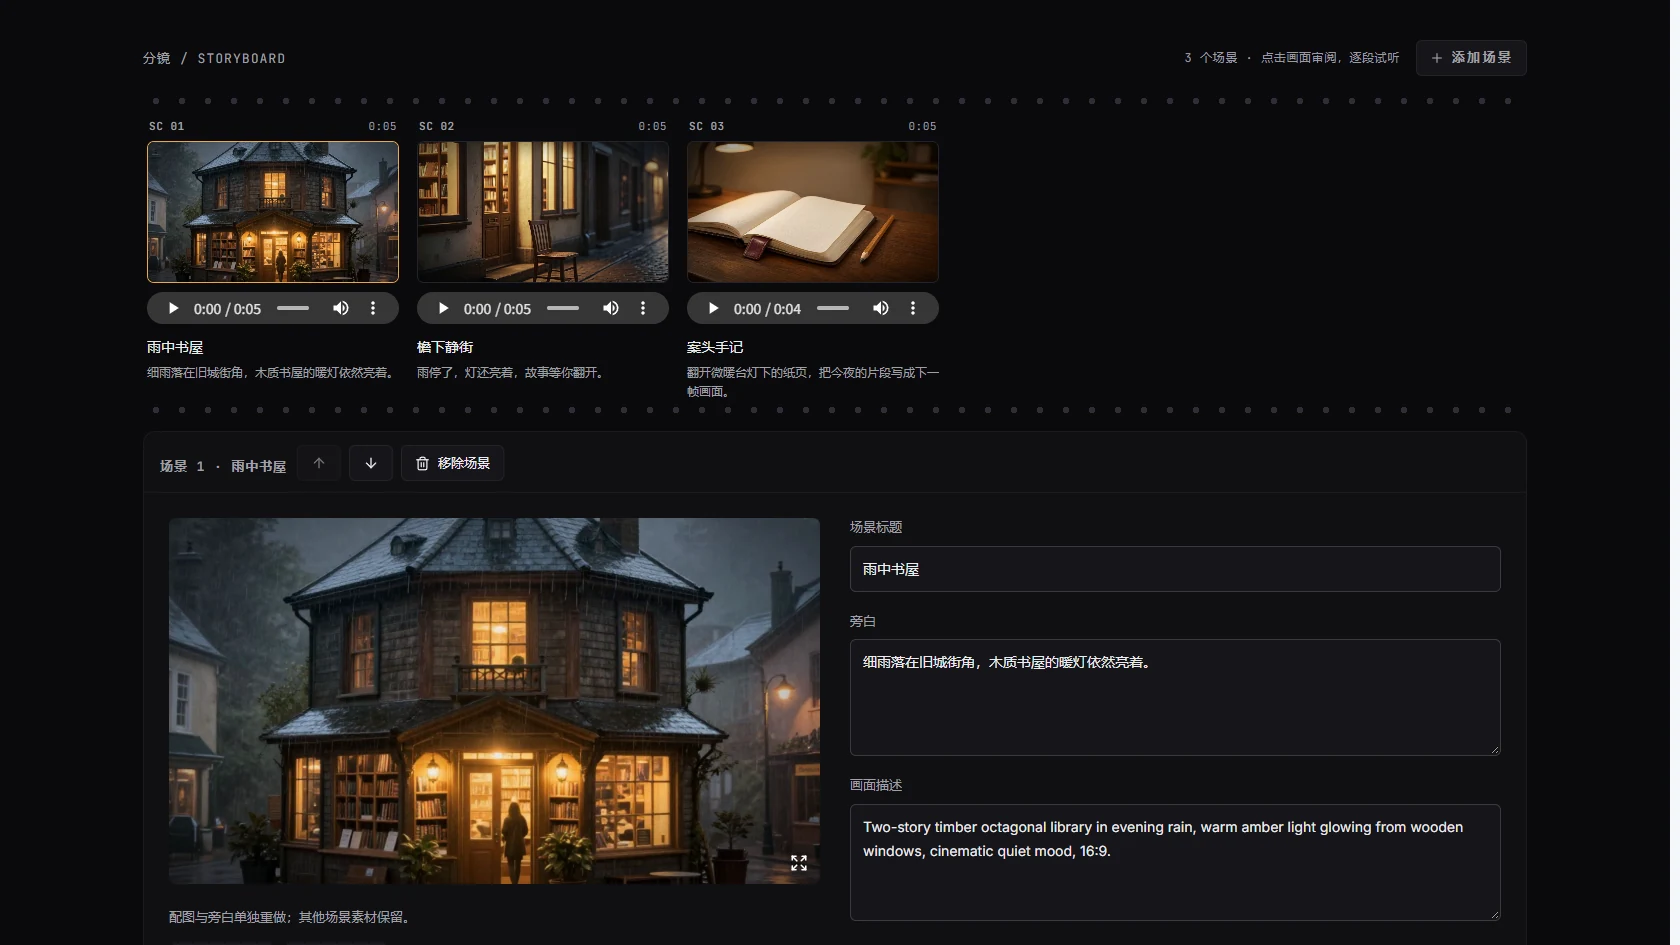 分镜 / STORYBOARD
3 个场景 · 点击画面审阅，逐段试听
+ 添加场景
SC 01 0:05
SC 02 0:05
SC 03 0:05
0:00 / 0:05
0:00 / 0:05
0:00 / 0:04
雨中书屋
檐下静街
案头手记
细雨落在旧城街角，木质书屋的暖灯依然亮着。
雨停了，灯还亮着，故事等你翻开。
翻开微暖台灯下的纸页，把今夜的片段写成下一
帧画面。
场景 1 · 雨中书屋
移除场景
场景标题
雨中书屋
旁白
细雨落在旧城街角，木质书屋的暖灯依然亮着。
画面描述
Two-story timber octagonal library in evening rain, warm amber light glowing from wooden
windows, cinematic quiet mood, 16:9.
配图与旁白单独重做；其他场景素材保留。